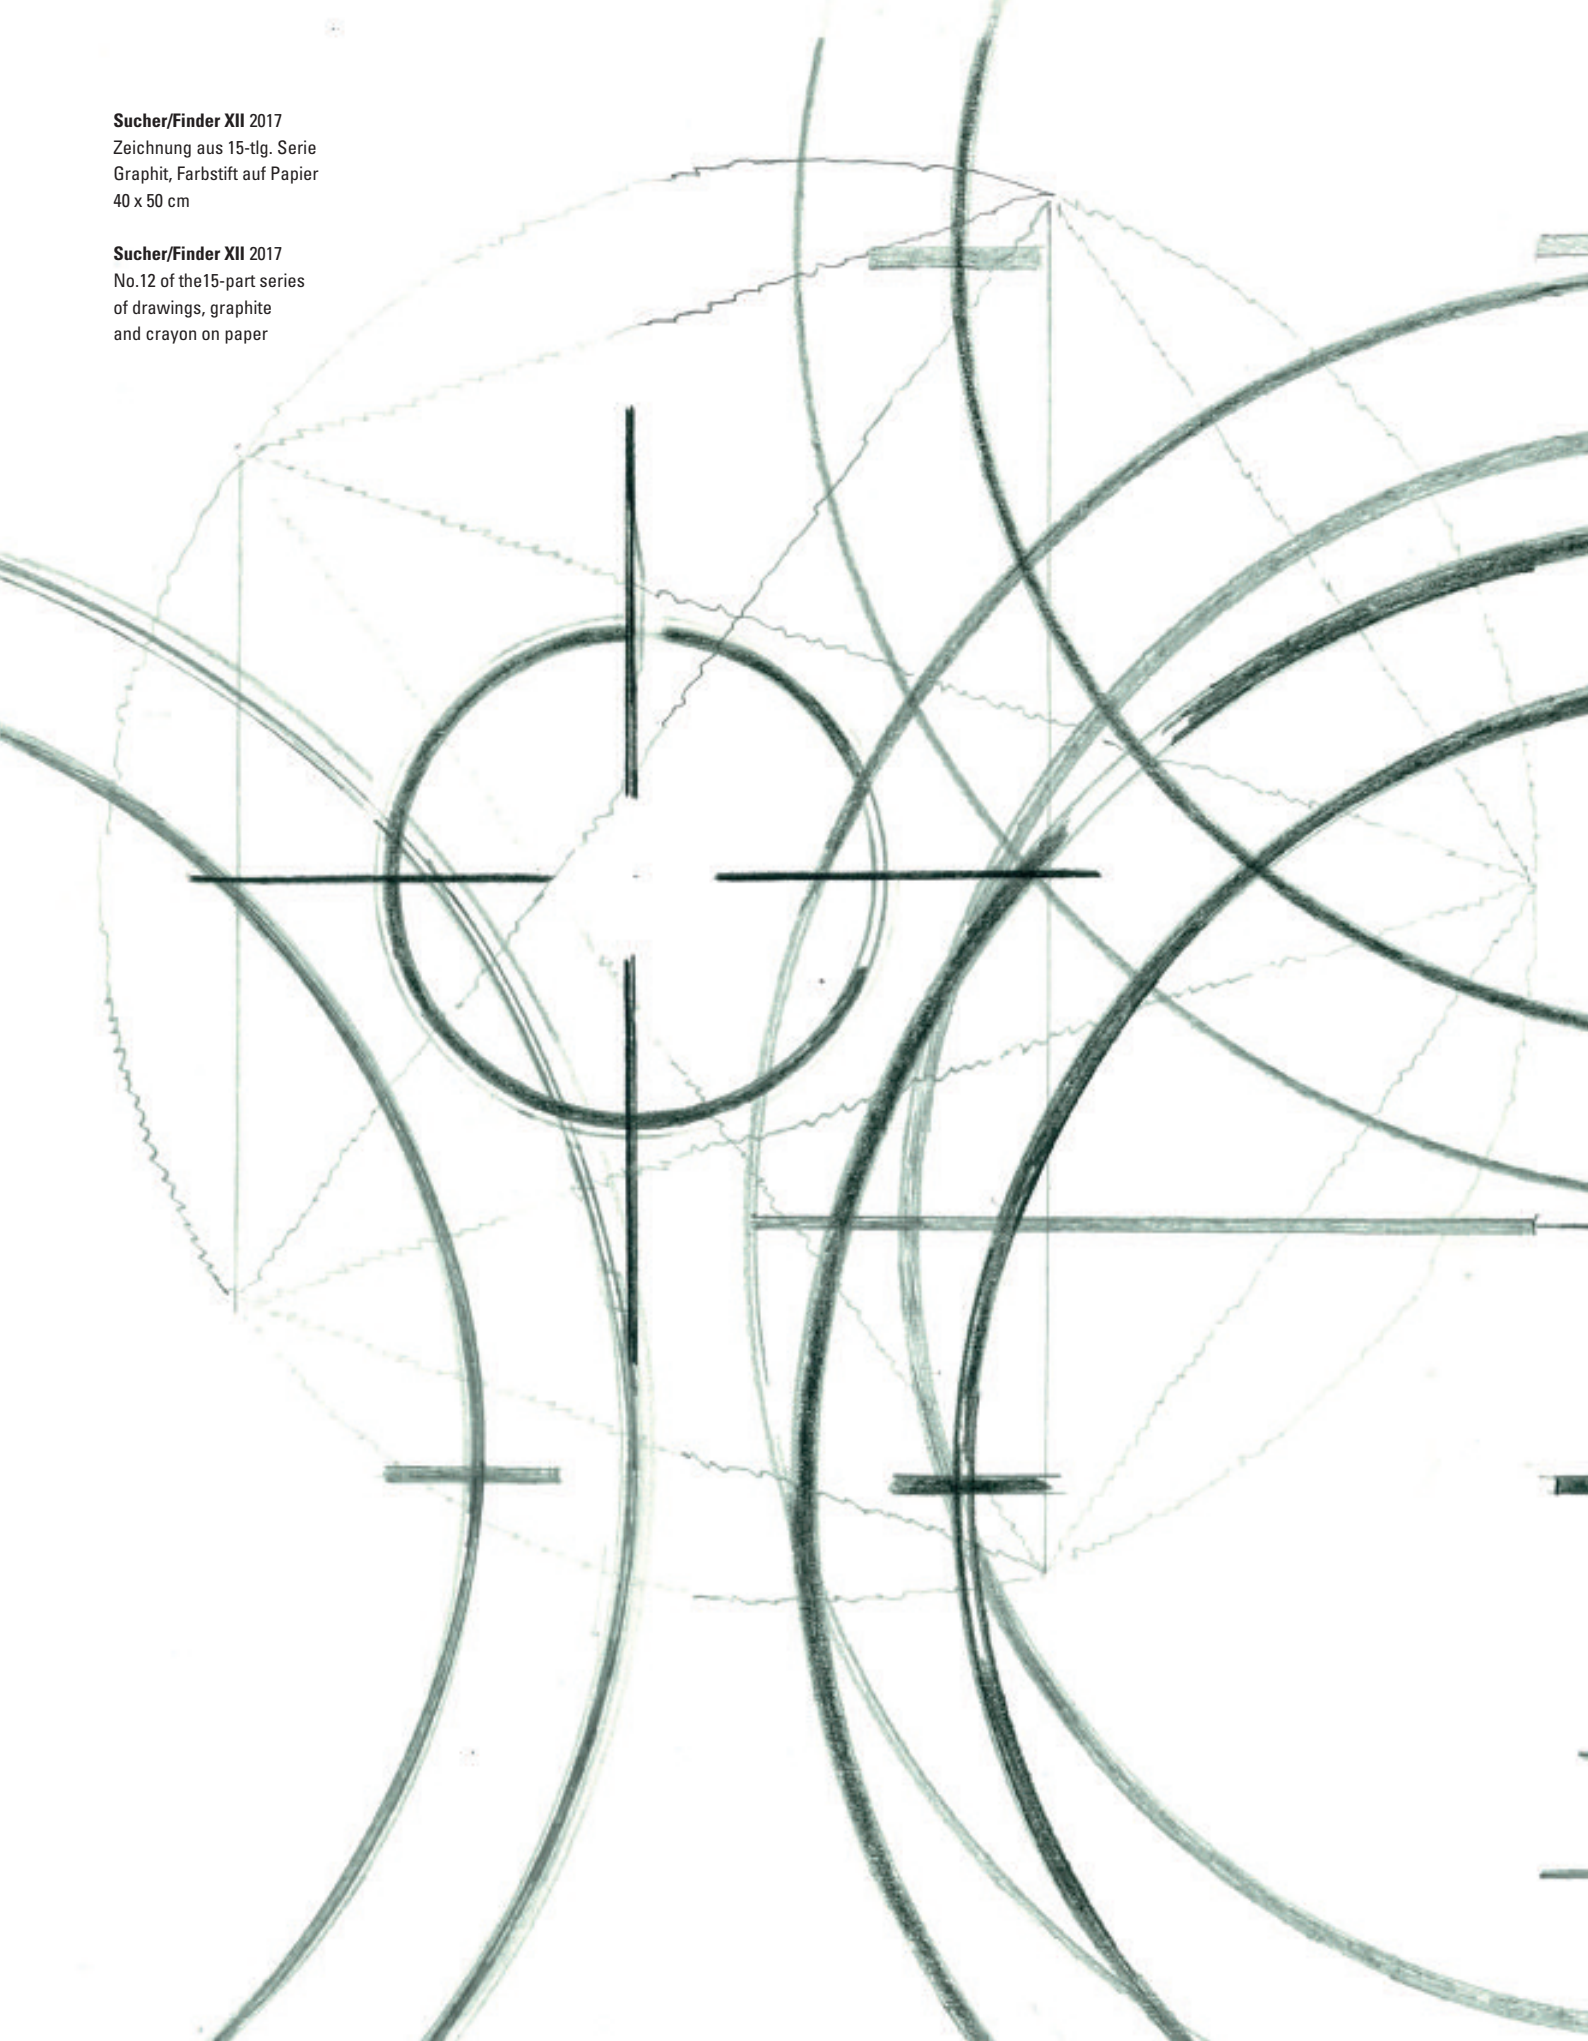 Sucher/Finder XII 2017
Zeichnung aus 15-tlg. Serie
Graphit, Farbstift auf Papier
40 x 50 cm
Sucher/Finder XII 2017
No.12 of the15-part series
of drawings, graphite
and crayon on paper